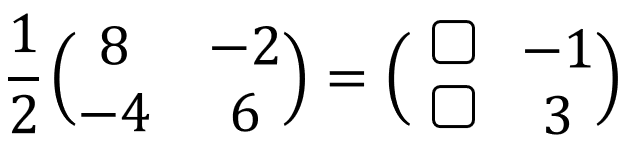 1/2 (8 −2
−4 6) = (□ −1
□ 3)